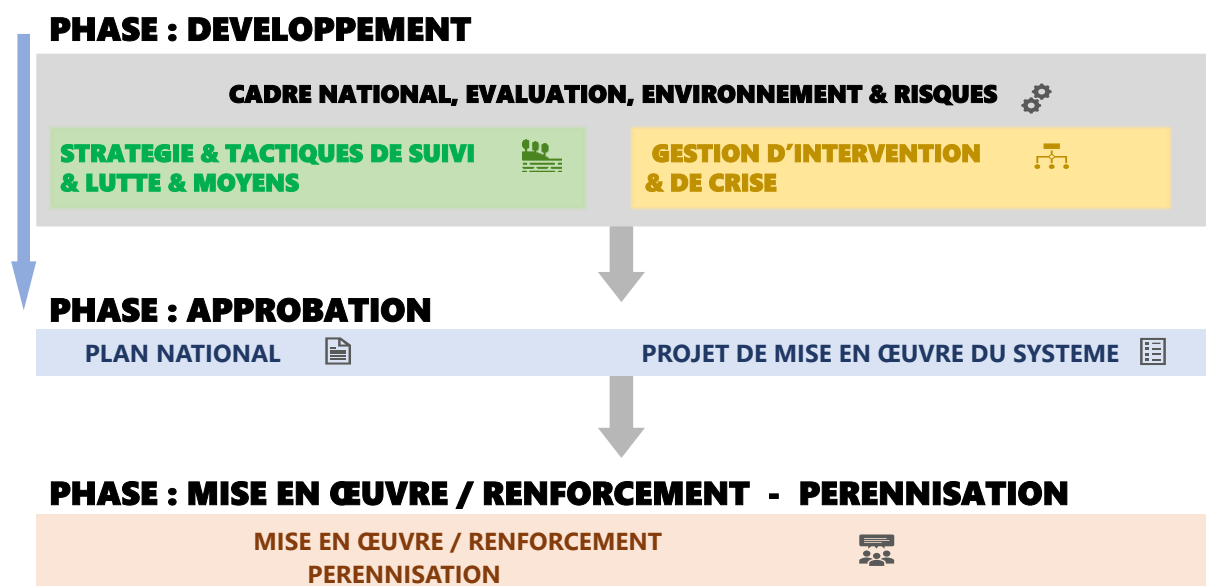 PHASE : DEVELOPPEMENT
CADRE NATIONAL, EVALUATION, ENVIRONNEMENT & RISQUES
STRATEGIE & TACTIQUES DE SUIVI
& LUTTE & MOYENS
GESTION D’INTERVENTION
& DE CRISE
PHASE : APPROBATION
PLAN NATIONAL
PROJET DE MISE EN ŒUVRE DU SYSTEME
PHASE : MISE EN ŒUVRE / RENFORCEMENT - PERENNISATION
MISE EN ŒUVRE / RENFORCEMENT
PERENNISATION